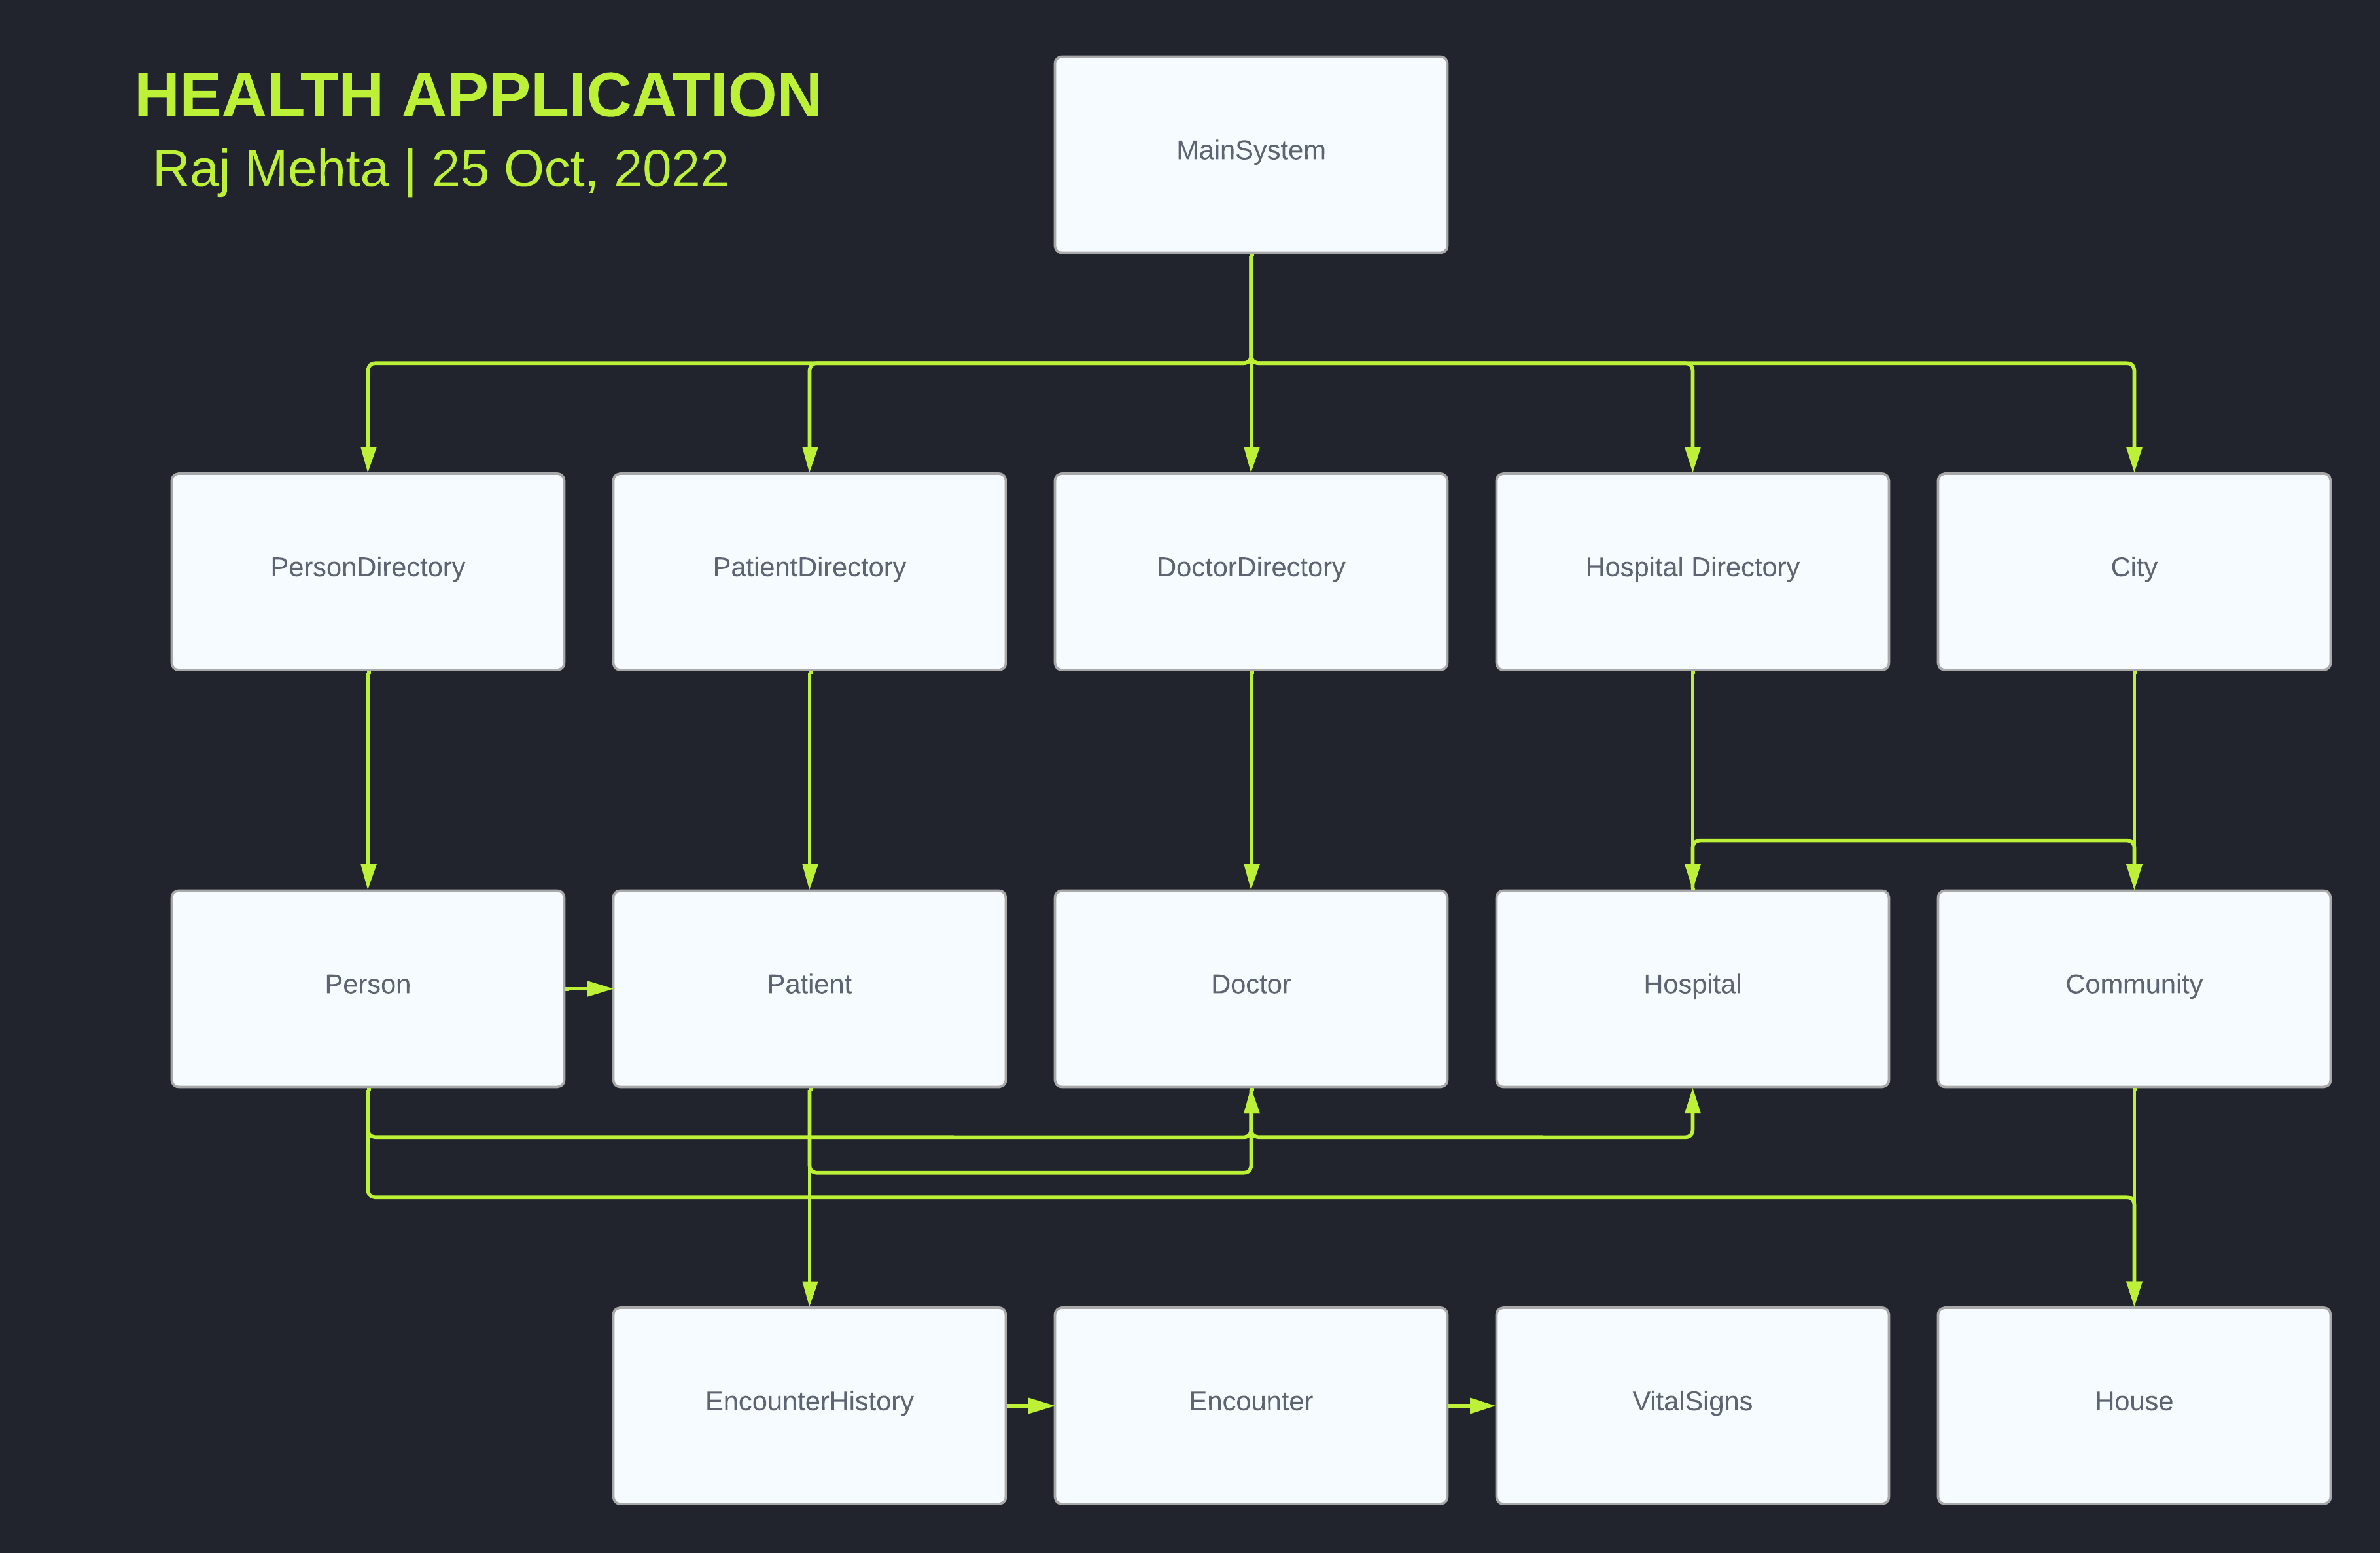 HEALTH APPLICATION
Raj Mehta | 25 Oct, 2022
MainSystem
PersonDirectory
PatientDirectory
DoctorDirectory
Hospital Directory
City
Person
Patient
Doctor
Hospital
Community
EncounterHistory
Encounter
VitalSigns
House